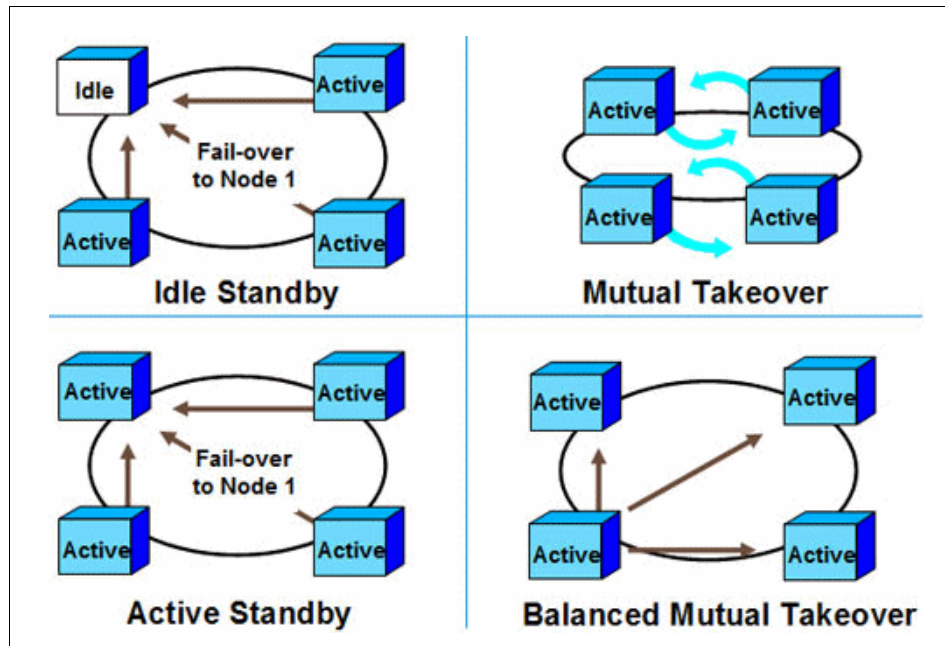 Idle
Active
Fail-over
to Node 1
Active
Active
Idle Standby
Active
Active
Active
Active
Mutual Takeover
Active
Active
Fail-over
to Node 1
Active
Active
Active Standby
Active
Active
Active
Active
Balanced Mutual Takeover